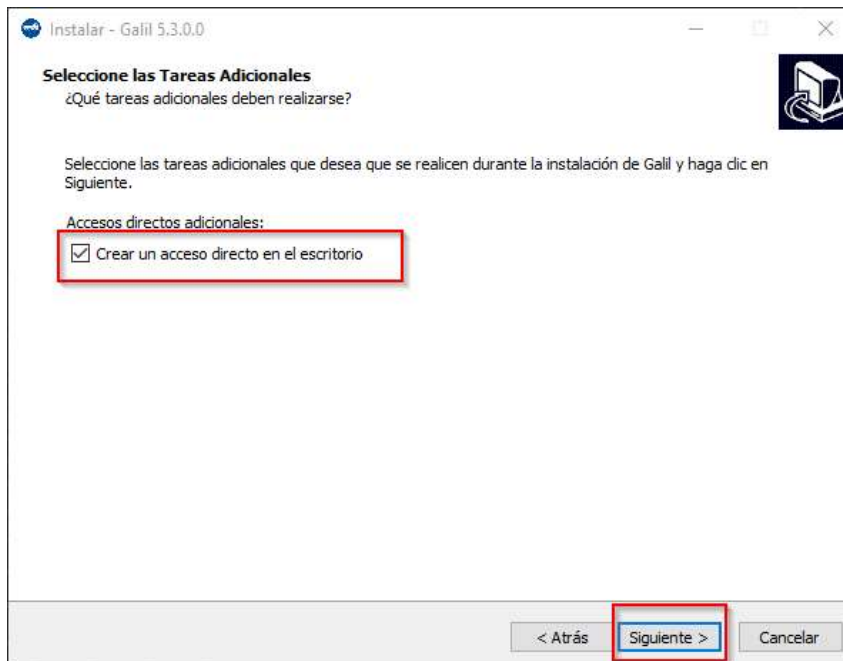 Instalar - Galil 5.3.0.0
Seleccione las Tareas Adicionales
¿Qué tareas adicionales deben realizarse?
Seleccione las tareas adicionales que desea que se realicen durante la instalación de Galil y haga clic en
Siguiente.
Accesos directos adicionales:
Crear un acceso directo en el escritorio
< Atrás
Siguiente >
Cancelar